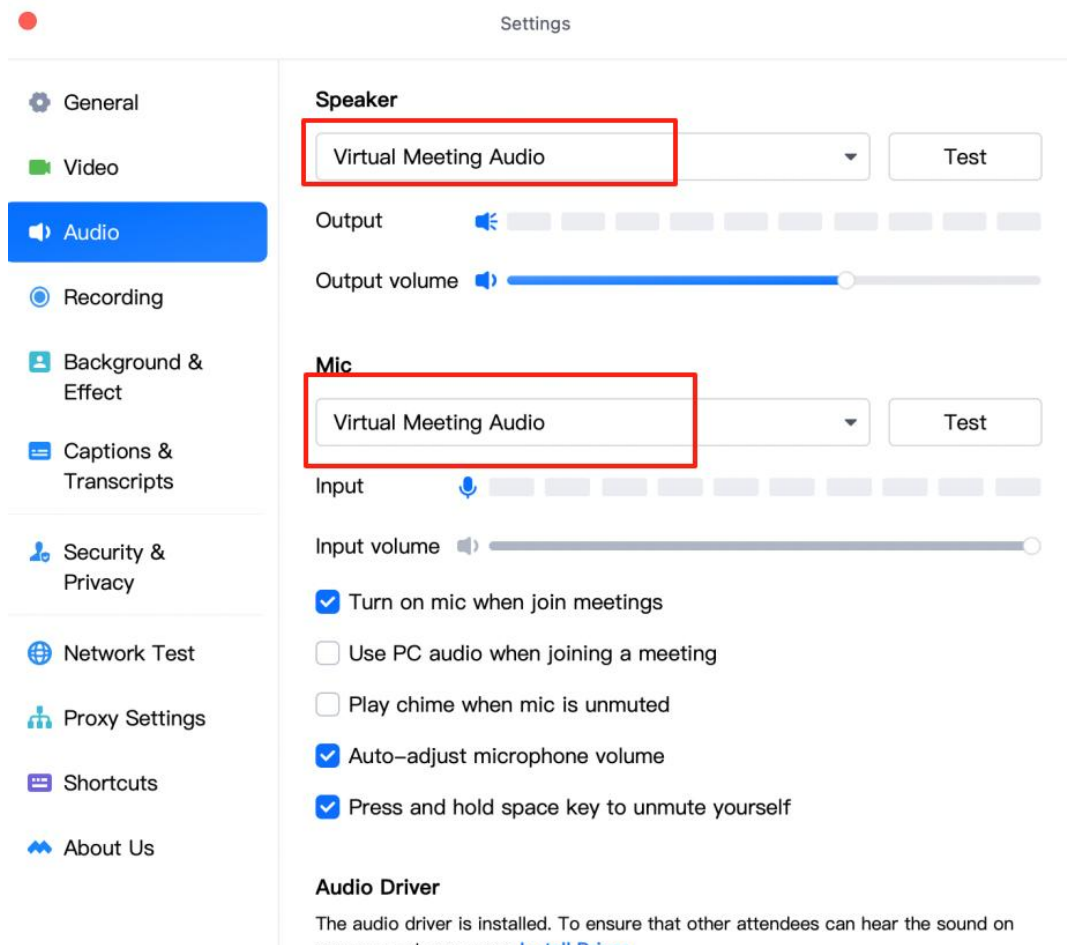 Settings
General
Video
Audio
Recording
Background &
Effect
Captions &
Transcripts
Security &
Privacy
Network Test
Proxy Settings
Shortcuts
About Us
Speaker
Virtual Meeting Audio
Test
Output
Output volume
Mic
Virtual Meeting Audio
Test
Input
Input volume
Turn on mic when join meetings
Use PC audio when joining a meeting
Play chime when mic is unmuted
Auto-adjust microphone volume
Press and hold space key to unmute yourself
Audio Driver
The audio driver is installed. To ensure that other attendees can hear the sound on